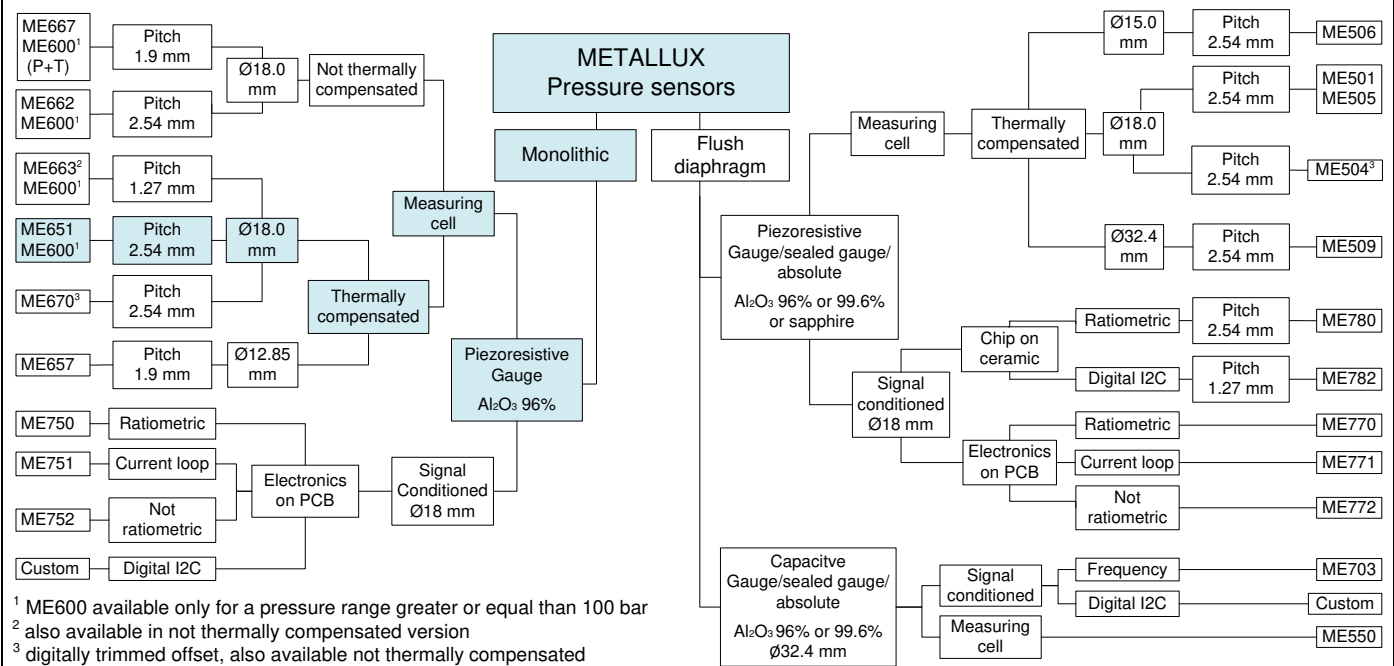 METALLUX
Pressure sensors
Monolithic
Flush
diaphragm
ME667
ME600¹
(P+T)
Pitch
1.9 mm
Ø18.0
mm
Not thermally
compensated
ME662
ME600¹
Pitch
2.54 mm
ME663²
ME600¹
Pitch
1.27 mm
ME651
ME600¹
Pitch
2.54 mm
Ø18.0
mm
ME670³
Pitch
2.54 mm
Thermally
compensated
Measuring
cell
ME657
Pitch
1.9 mm
Ø12.85
mm
Piezoresistive
Gauge
Al₂O₃ 96%
ME750
Ratiometric
ME751
Current loop
ME752
Not
ratiometric
Custom
Digital I2C
Electronics
on PCB
Signal
Conditioned
Ø18 mm
¹ ME600 available only for a pressure range greater or equal than 100 bar
² also available in not thermally compensated version
³ digitally trimmed offset, also available not thermally compensated
Piezoresistive
Gauge/sealed gauge/
absolute
Al₂O₃ 96% or 99.6%
or sapphire
Measuring
cell
Thermally
compensated
Ø15.0
mm
Pitch
2.54 mm
ME506
Ø18.0
mm
Pitch
2.54 mm
ME501
ME505
Pitch
2.54 mm
ME504³
Ø32.4
mm
Pitch
2.54 mm
ME509
Signal
conditioned
Ø18 mm
Chip on
ceramic
Ratiometric
Pitch
2.54 mm
ME780
Digital I2C
Pitch
1.27 mm
ME782
Electronics
on PCB
Ratiometric
ME770
Current loop
ME771
Not
ratiometric
ME772
Capacitve
Gauge/sealed gauge/
absolute
Al₂O₃ 96% or 99.6%
Ø32.4 mm
Signal
conditioned
Frequency
ME703
Digital I2C
Custom
Measuring
cell
ME550